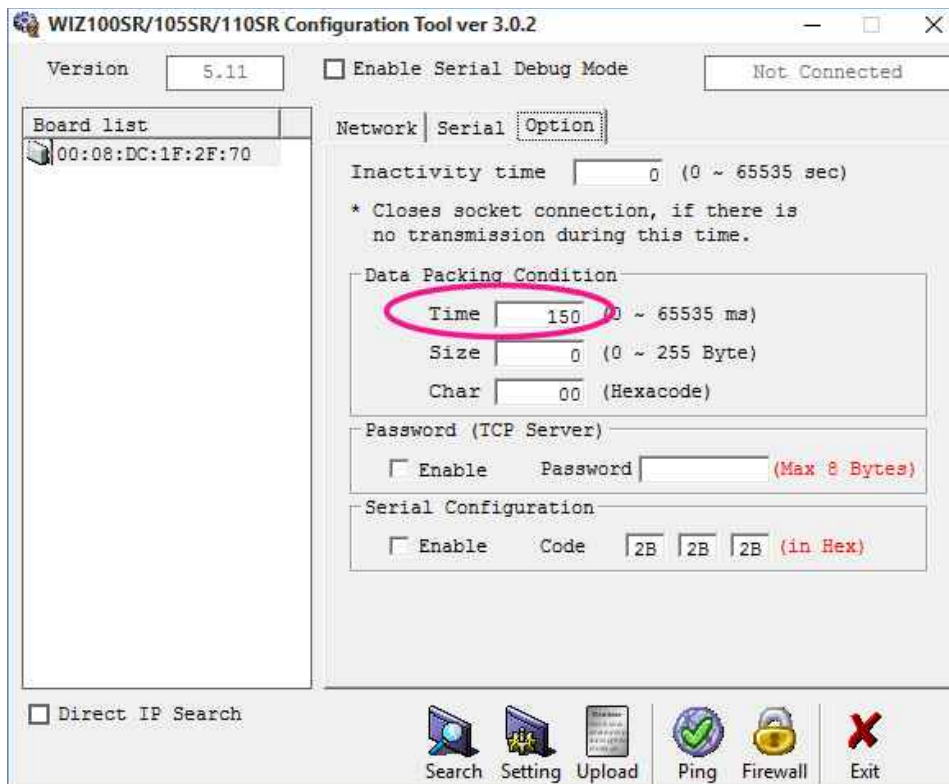 WIZ100SR/105SR/110SR Configuration Tool ver 3.0.2
Version 5.11 Enable Serial Debug Mode Not Connected
Board list
00:08:DC:1F:2F:70
Network Serial Option
Inactivity time 0 (0 ~ 65535 sec)
* Closes socket connection, if there is
no transmission during this time.
Data Packing Condition
Time 150 (0 ~ 65535 ms)
Size 0 (0 ~ 255 Byte)
Char 00 (Hexacode)
Password (TCP Server)
Enable Password (Max 8 Bytes)
Serial Configuration
Enable Code 2B 2B 2B (in Hex)
Direct IP Search
Search Setting Upload Ping Firewall Exit